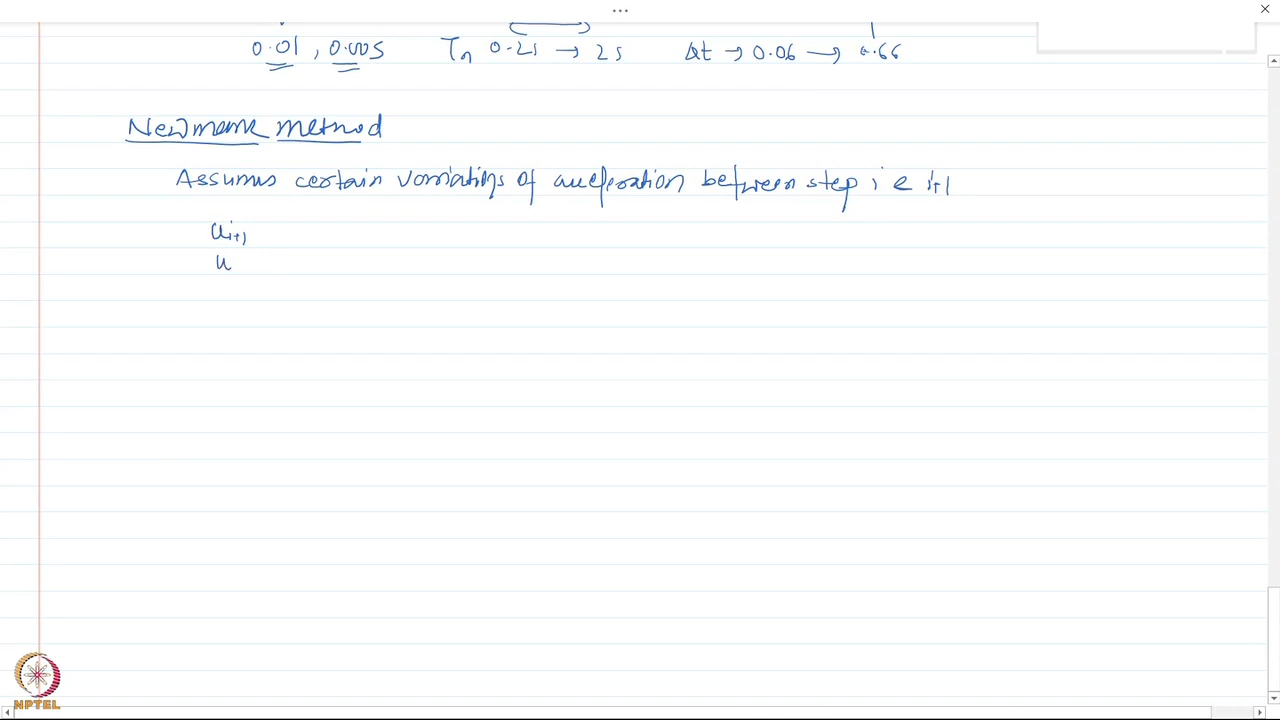 0.01 , 0.005 Tn 0.2s → 2s Δt → 0.06 → 0.66
Newmark method
Assumes certain variations of acceleration between step i & i+1
ui+1
u
NPTEL